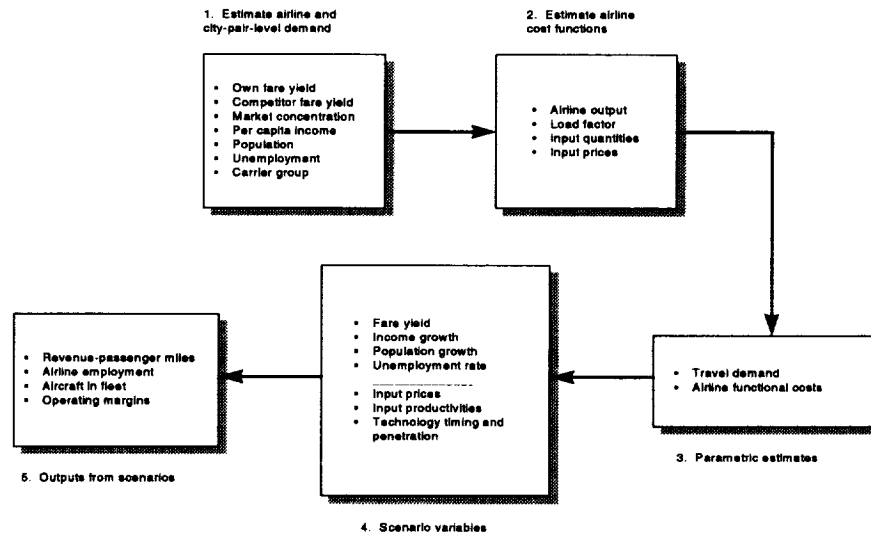 1. Estimate airline and
city-pair-level demand
• Own fare yield
• Competitor fare yield
• Market concentration
• Per capita income
• Population
• Unemployment
• Carrier group
2. Estimate airline
cost functions
• Airline output
• Load factor
• Input quantities
• Input prices
• Travel demand
• Airline functional costs
3. Parametric estimates
• Fare yield
• Income growth
• Population growth
• Unemployment rate
• Input prices
• Input productivities
• Technology timing and
penetration
4. Scenario variables
• Revenue-passenger miles
• Airline employment
• Aircraft in fleet
• Operating margins
5. Outputs from scenarios